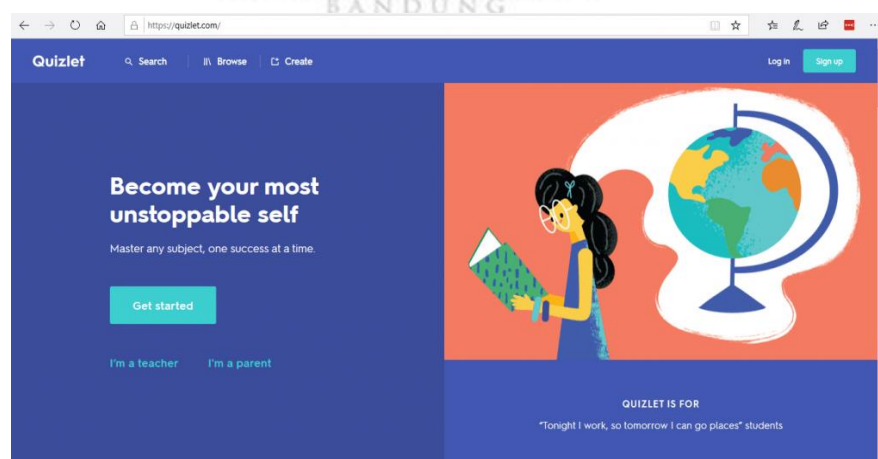 BANDUNG
https://quizlet.com/
Quizlet
Search
Browse
Create
Log in
Sign up
Become your most
unstoppable self
Master any subject, one success at a time.
Get started
I'm a teacher
I'm a parent
QUIZLET IS FOR
"Tonight I work, so tomorrow I can go places" students